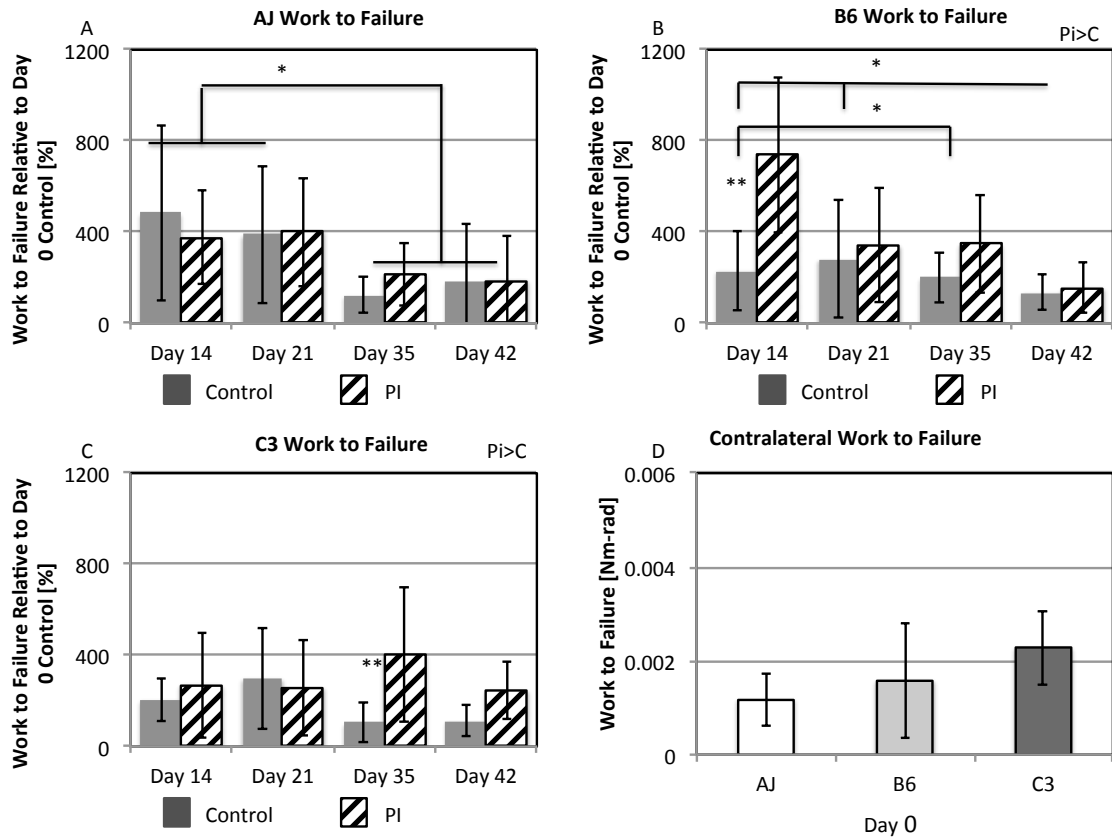 A
AJ Work to Failure
Work to Failure Relative to Day
0 Control [%]
1200
800
400
0
*
Day 14 Day 21 Day 35 Day 42
Control PI
B
B6 Work to Failure
Pi>C
Work to Failure Relative to Day
0 Control [%]
1200
800
400
0
*
*
**
Day 14 Day 21 Day 35 Day 42
Control PI
C
C3 Work to Failure
Pi>C
Work to Failure Relative to Day
0 Control [%]
1200
800
400
0
**
Day 14 Day 21 Day 35 Day 42
Control PI
Contralateral Work to Failure
D
Work to Failure [Nm-rad]
0.006
0.004
0.002
0
AJ B6 C3
Day 0